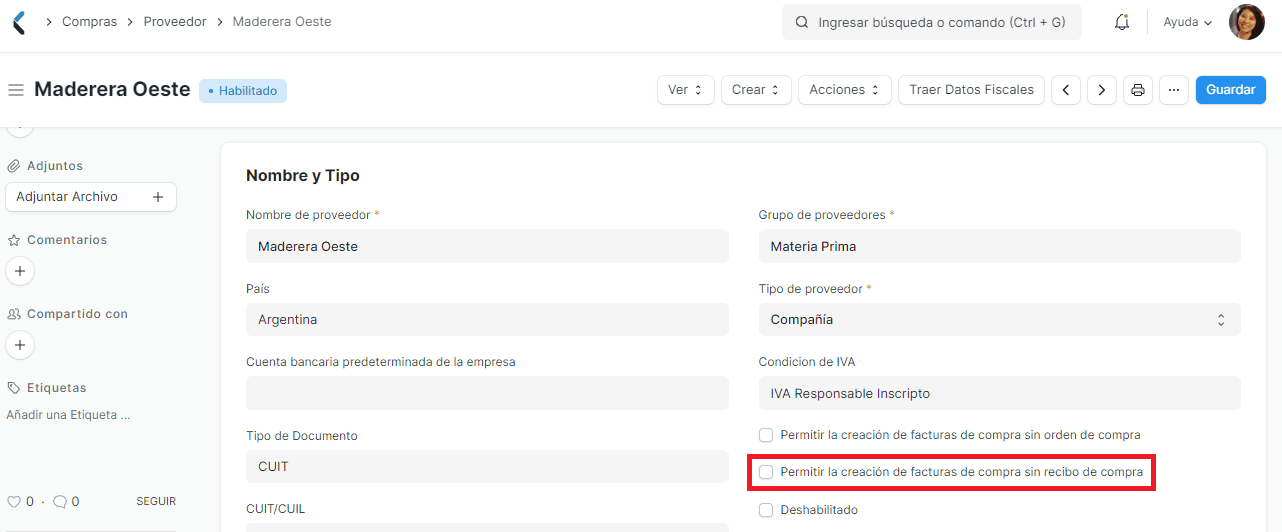 Compras
Proveedor
Maderera Oeste
Ingresar búsqueda o comando (Ctrl + G)
Ayuda
Maderera Oeste
Habilitado
Ver
Crear
Acciones
Traer Datos Fiscales
Guardar
Adjuntos
Adjuntar Archivo
Comentarios
Compartido con
Etiquetas
Añadir una Etiqueta ...
0 · 0 SEGUIR
Nombre y Tipo
Nombre de proveedor *
Maderera Oeste
País
Argentina
Cuenta bancaria predeterminada de la empresa
Tipo de Documento
CUIT
CUIT/CUIL
Grupo de proveedores *
Materia Prima
Tipo de proveedor *
Compañía
Condicion de IVA
IVA Responsable Inscripto
Permitir la creación de facturas de compra sin orden de compra
Permitir la creación de facturas de compra sin recibo de compra
Deshabilitado